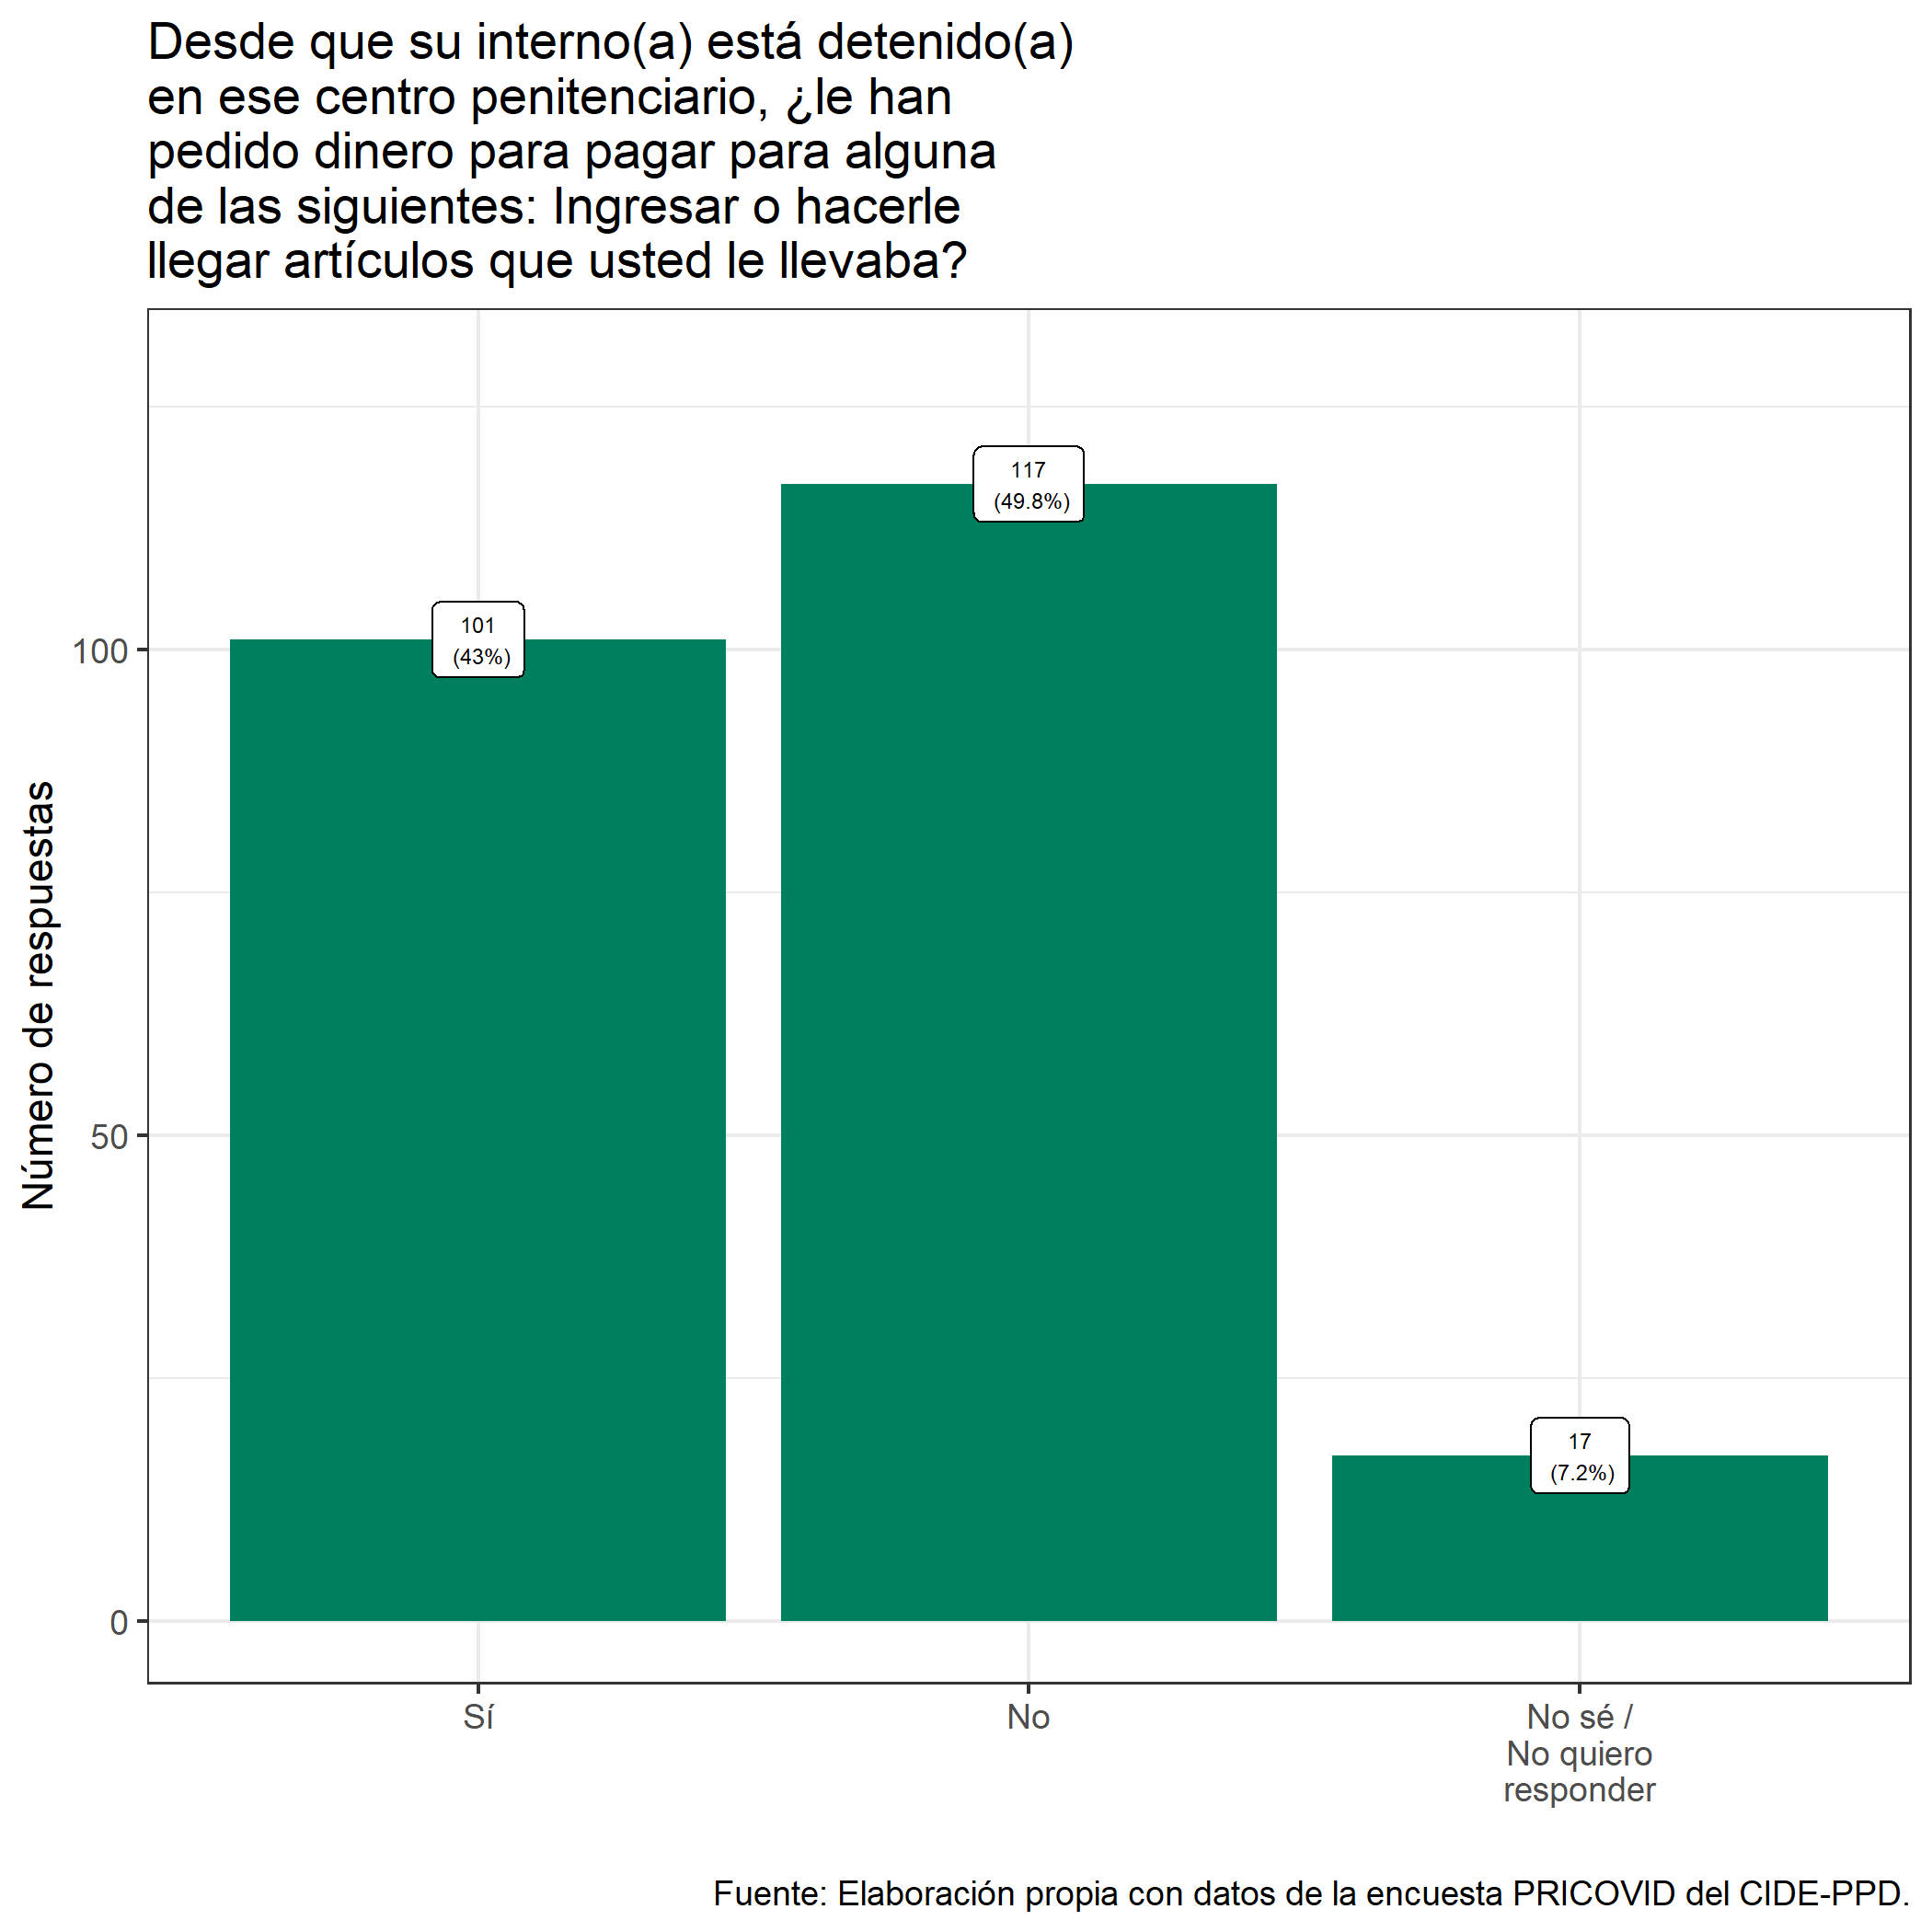 Desde que su interno(a) está detenido(a)
en ese centro penitenciario, ¿le han
pedido dinero para pagar para alguna
de las siguientes: Ingresar o hacerle
llegar artículos que usted le llevaba?
Número de respuestas
100
50
0
101
(43%)
117
(49.8%)
17
(7.2%)
Sí
No
No sé /
No quiero
responder
Fuente: Elaboración propia con datos de la encuesta PRICOVID del CIDE-PPD.